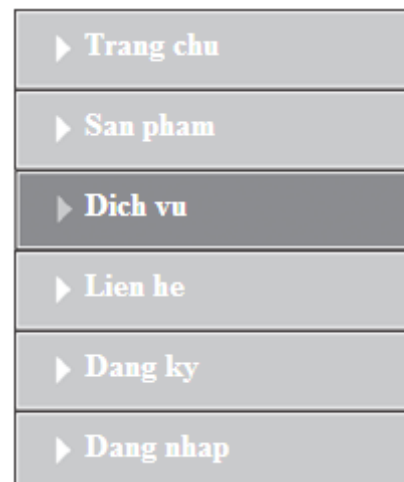 Trang chu
San pham
Dich vu
Lien he
Dang ky
Dang nhap